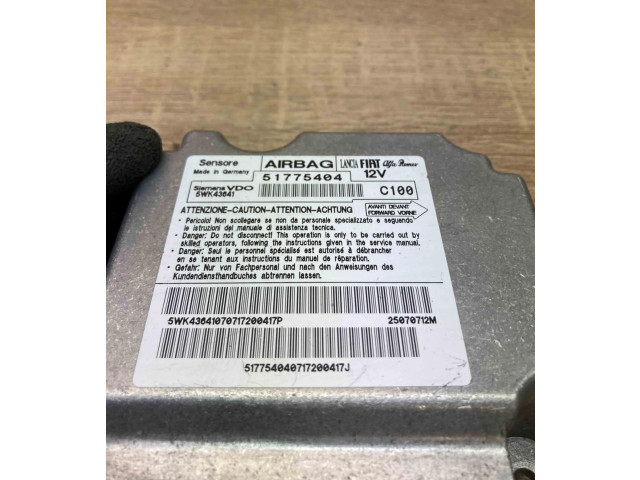 Sensore AIRBAG LANCIA FIAT Alfa Romeo
Made in Germany 51775404 12V
Siemens VDO C100
5WK43641
AVANTI DEVANT
FORWARD VORNE
ATTENZIONE-CAUTION-ATTENTION-ACHTUNG
• Pericolo! Non scollegare se non da personale specializzato e seguendo
le istruzioni del manuale di assistenza tecnica.
• Danger: Do not disconnect! This operation is only to be carried out by
skilled operators, following the instructions given in the service manual.
• Danger: Seul le personnel spécialisé est autorisé à débrancher
en se tenant aux instructions du manuel de réparation.
• Gefahr: Nur von Fachpersonal und nach den Anweisungen des
Kundendiensthandbuches abtrennen lassen.
5WK43641070717200417P 25070712M
517754040717200417J